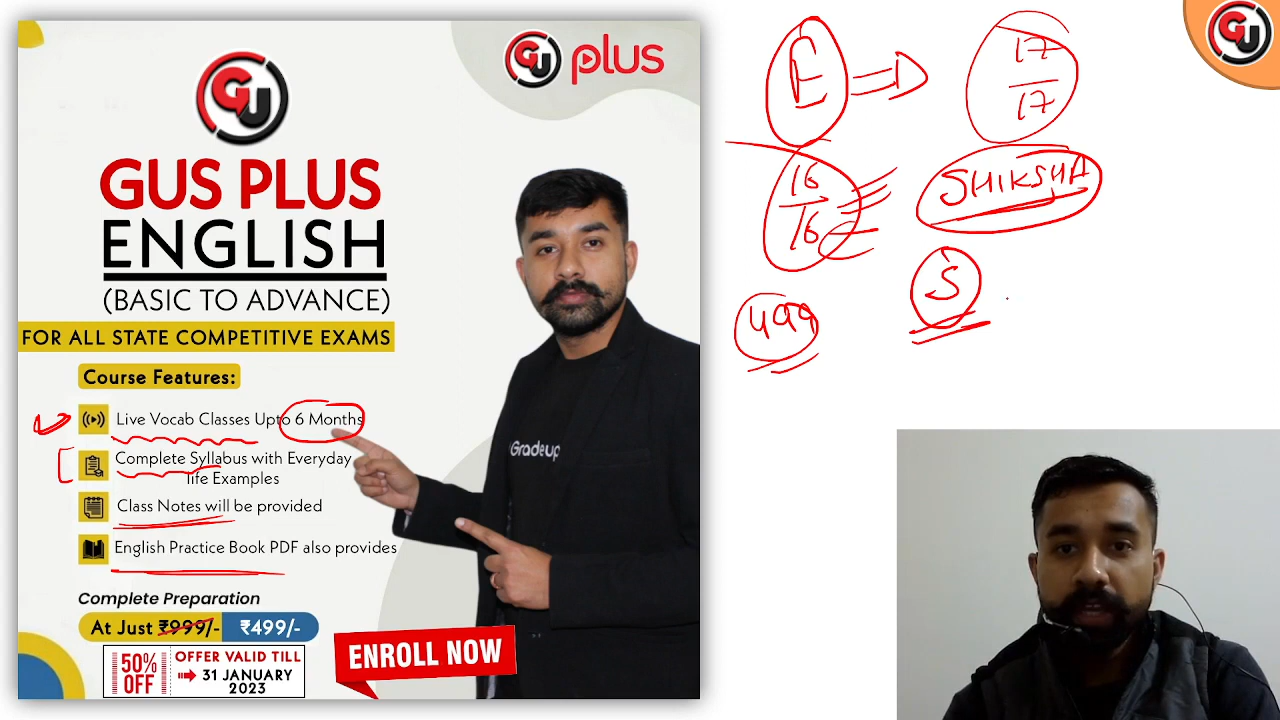 GU
GU plus
GUS PLUS
ENGLISH
(BASIC TO ADVANCE)
FOR ALL STATE COMPETITIVE EXAMS
Course Features:
Live Vocab Classes Upto 6 Months
Complete Syllabus with Everyday
life Examples
Class Notes will be provided
English Practice Book PDF also provides
Complete Preparation
At Just ₹999/- ₹499/-
50%
OFF
OFFER VALID TILL
31 JANUARY
2023
ENROLL NOW
Gradeup
E
17
17
16
16
SHIKSHA
S
499
GU